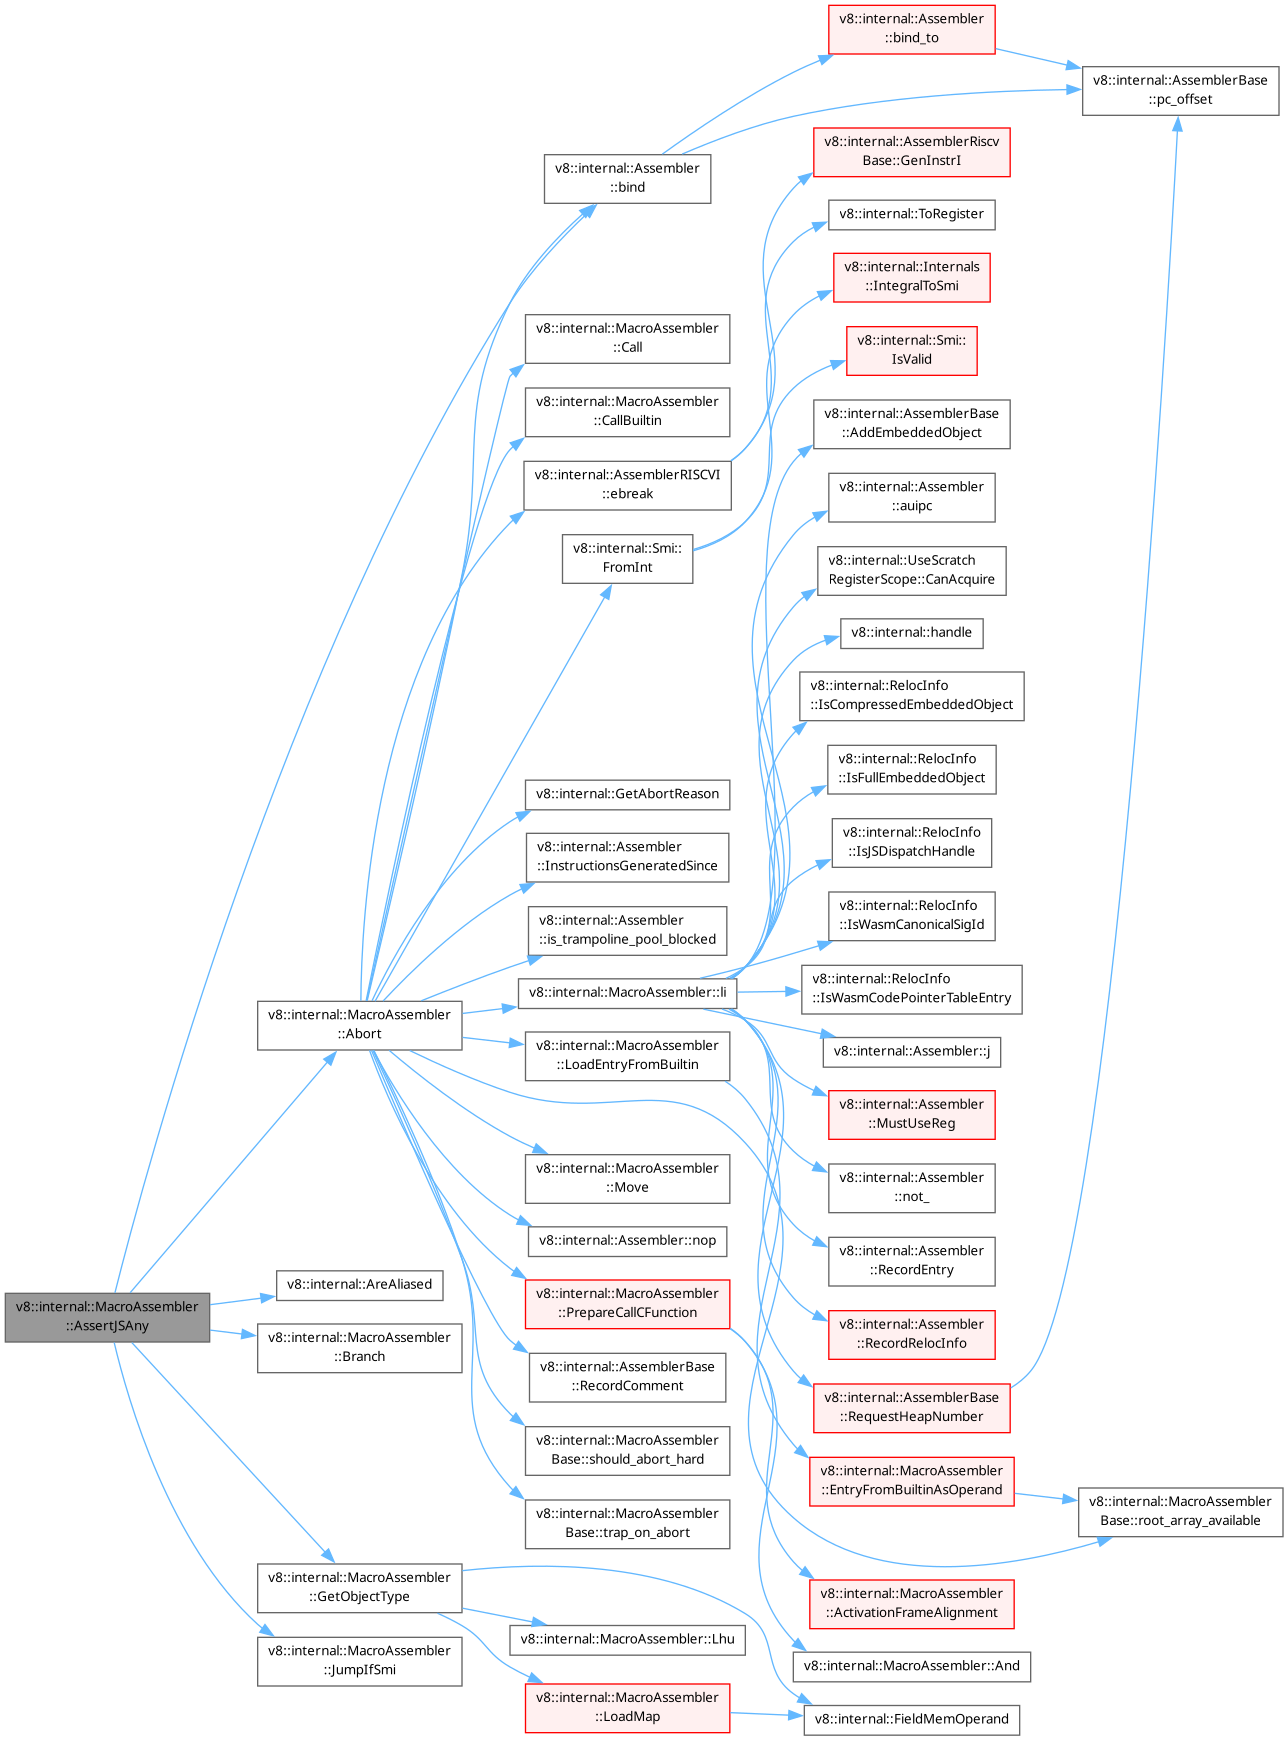 v8::internal::MacroAssembler
::AssertJSAny
v8::internal::Assembler
::bind
v8::internal::Assembler
::bind_to
v8::internal::AssemblerBase
::pc_offset
v8::internal::MacroAssembler
::Abort
v8::internal::MacroAssembler
::Call
v8::internal::MacroAssembler
::CallBuiltin
v8::internal::AssemblerRISCVI
::ebreak
v8::internal::AssemblerRiscv
Base::GenInstrI
v8::internal::ToRegister
v8::internal::Smi::
FromInt
v8::internal::Internals
::IntegralToSmi
v8::internal::Smi::
IsValid
v8::internal::GetAbortReason
v8::internal::Assembler
::InstructionsGeneratedSince
v8::internal::Assembler
::is_trampoline_pool_blocked
v8::internal::MacroAssembler::li
v8::internal::AssemblerBase
::AddEmbeddedObject
v8::internal::Assembler
::auipc
v8::internal::UseScratch
RegisterScope::CanAcquire
v8::internal::handle
v8::internal::RelocInfo
::IsCompressedEmbeddedObject
v8::internal::RelocInfo
::IsFullEmbeddedObject
v8::internal::RelocInfo
::IsJSDispatchHandle
v8::internal::RelocInfo
::IsWasmCanonicalSigId
v8::internal::RelocInfo
::IsWasmCodePointerTableEntry
v8::internal::Assembler::j
v8::internal::Assembler
::MustUseReg
v8::internal::Assembler
::not_
v8::internal::Assembler
::RecordEntry
v8::internal::Assembler
::RecordRelocInfo
v8::internal::AssemblerBase
::RequestHeapNumber
v8::internal::MacroAssembler
::LoadEntryFromBuiltin
v8::internal::MacroAssembler
::EntryFromBuiltinAsOperand
v8::internal::MacroAssembler
Base::root_array_available
v8::internal::MacroAssembler
::Move
v8::internal::Assembler::nop
v8::internal::MacroAssembler
::PrepareCallCFunction
v8::internal::MacroAssembler
::ActivationFrameAlignment
v8::internal::MacroAssembler::And
v8::internal::AssemblerBase
::RecordComment
v8::internal::MacroAssembler
Base::should_abort_hard
v8::internal::MacroAssembler
Base::trap_on_abort
v8::internal::AreAliased
v8::internal::MacroAssembler
::Branch
v8::internal::MacroAssembler
::GetObjectType
v8::internal::MacroAssembler::Lhu
v8::internal::MacroAssembler
::LoadMap
v8::internal::FieldMemOperand
v8::internal::MacroAssembler
::JumpIfSmi